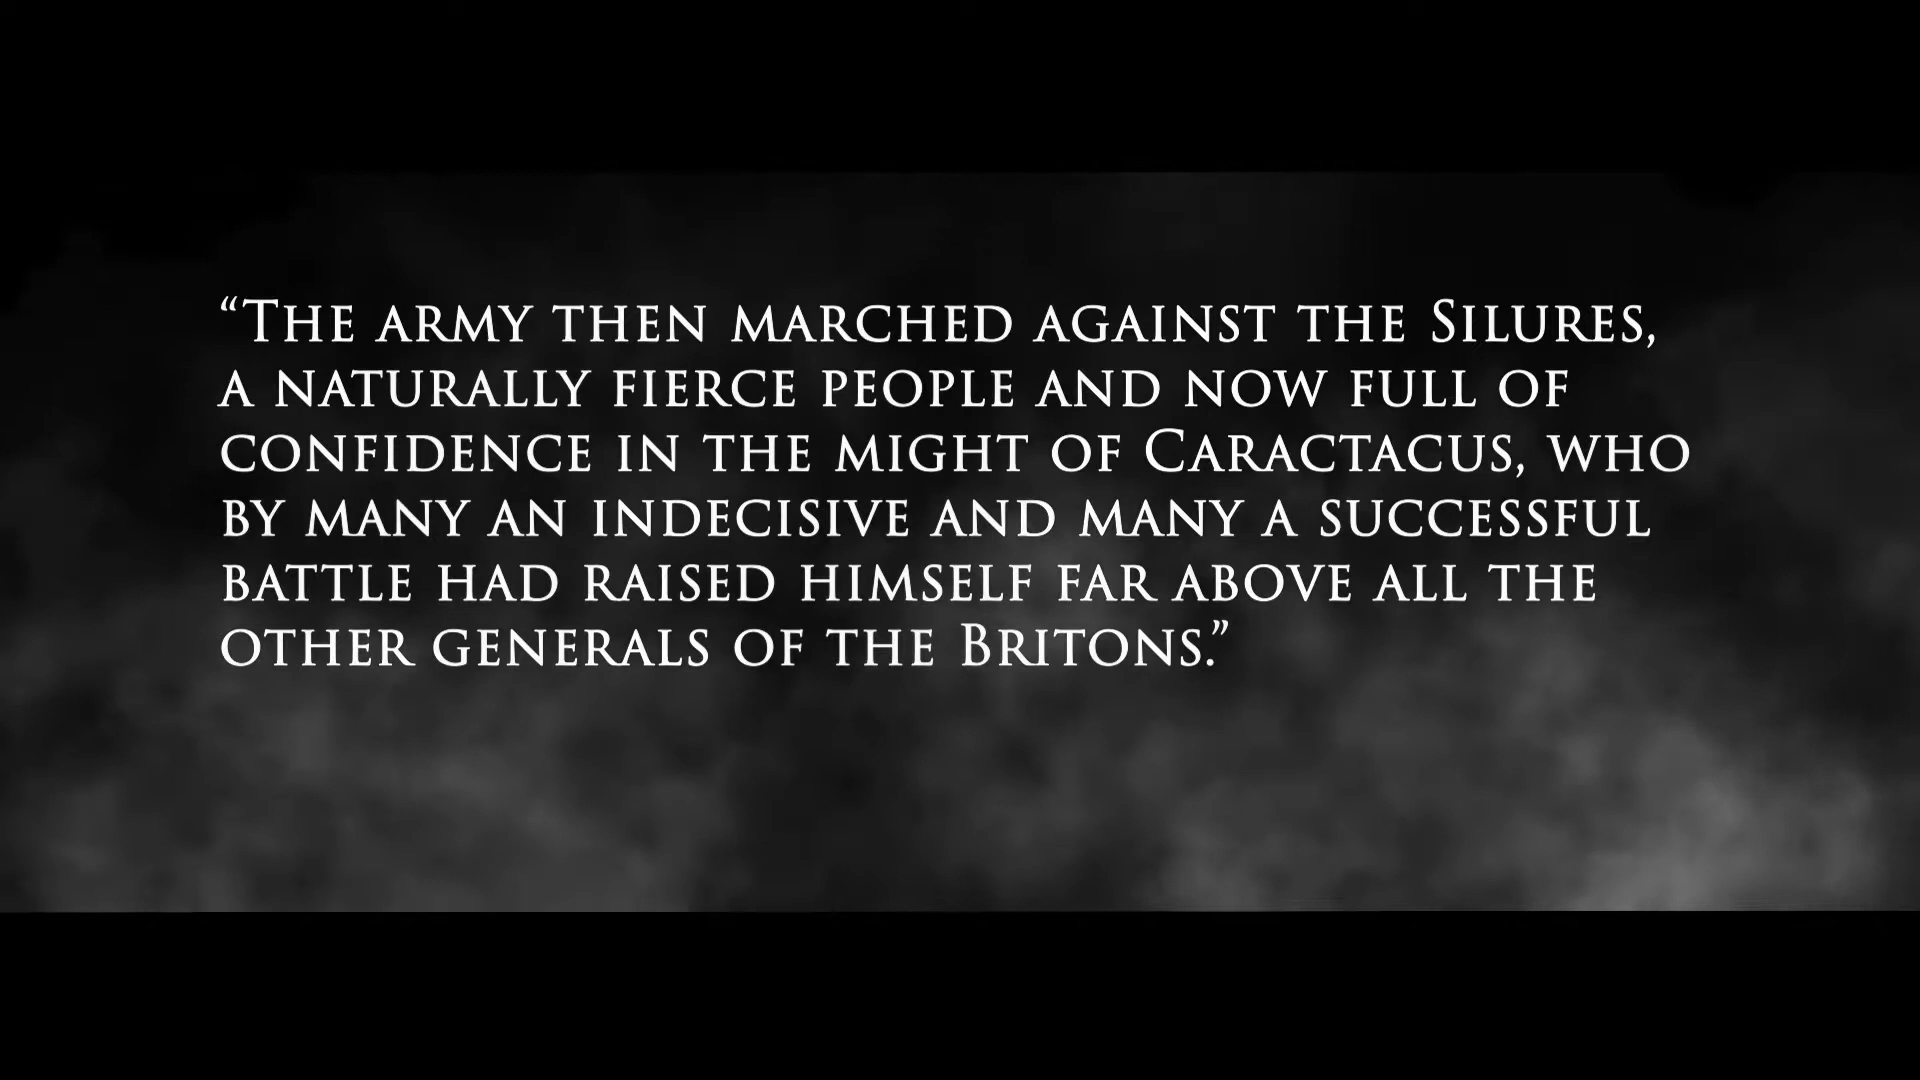 “The army then marched against the Silures,
a naturally fierce people and now full of
confidence in the might of Caractacus, who
by many an indecisive and many a successful
battle had raised himself far above all the
other generals of the Britons.”